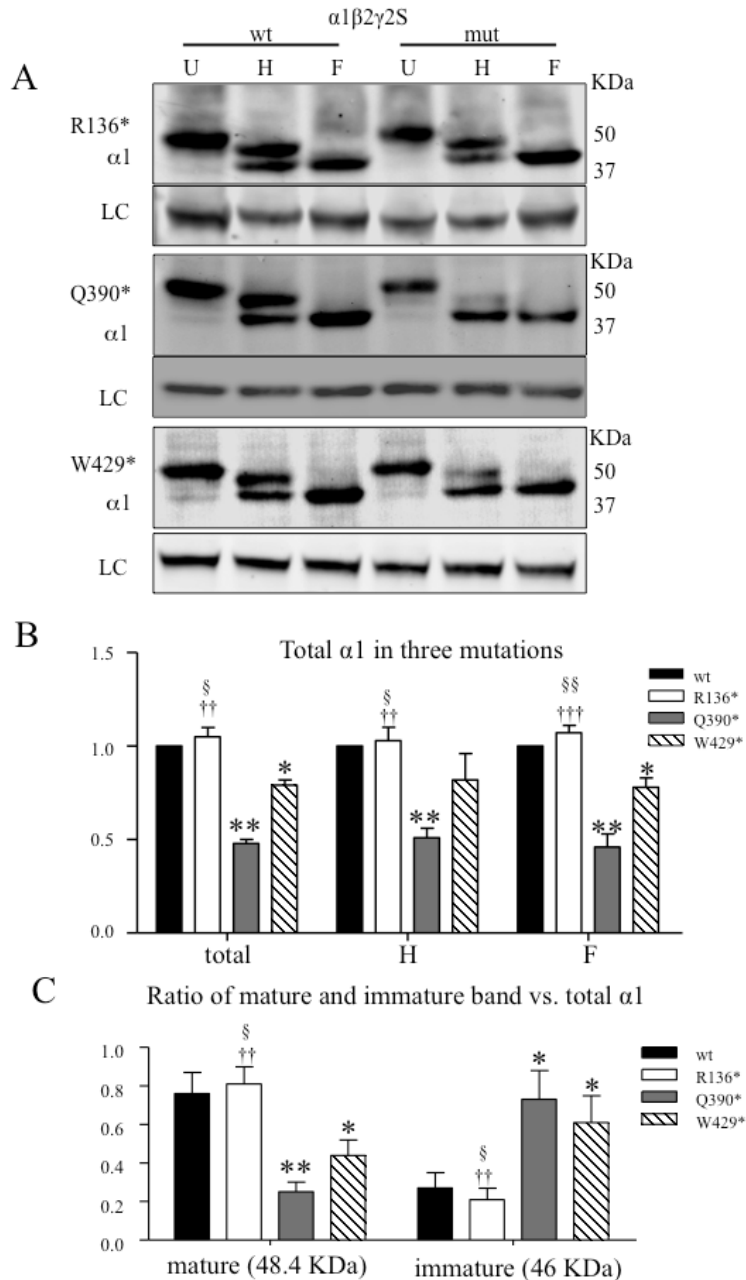 α1β2γ2S
wt mut
U H F U H F
A
KDa
R136*
α1
50
37
LC
KDa
Q390*
α1
50
37
LC
KDa
W429*
α1
50
37
LC
B
Total α1 in three mutations
1.5
1.0
0.5
0.0
§
††
**
*
§
††
**
§§
†††
**
*
total H F
wt
R136*
Q390*
W429*
C
Ratio of mature and immature band vs. total α1
1.0
0.8
0.6
0.4
0.2
0.0
§
††
**
*
§
††
*
*
mature (48.4 KDa) immature (46 KDa)
wt
R136*
Q390*
W429*